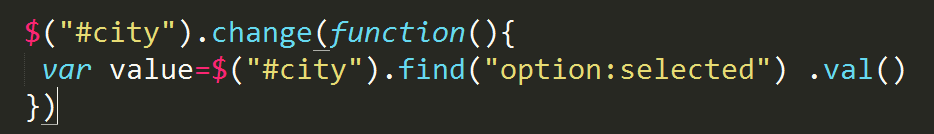 $("#city").change(function(){
var value=$("#city").find("option:selected") .val()
})